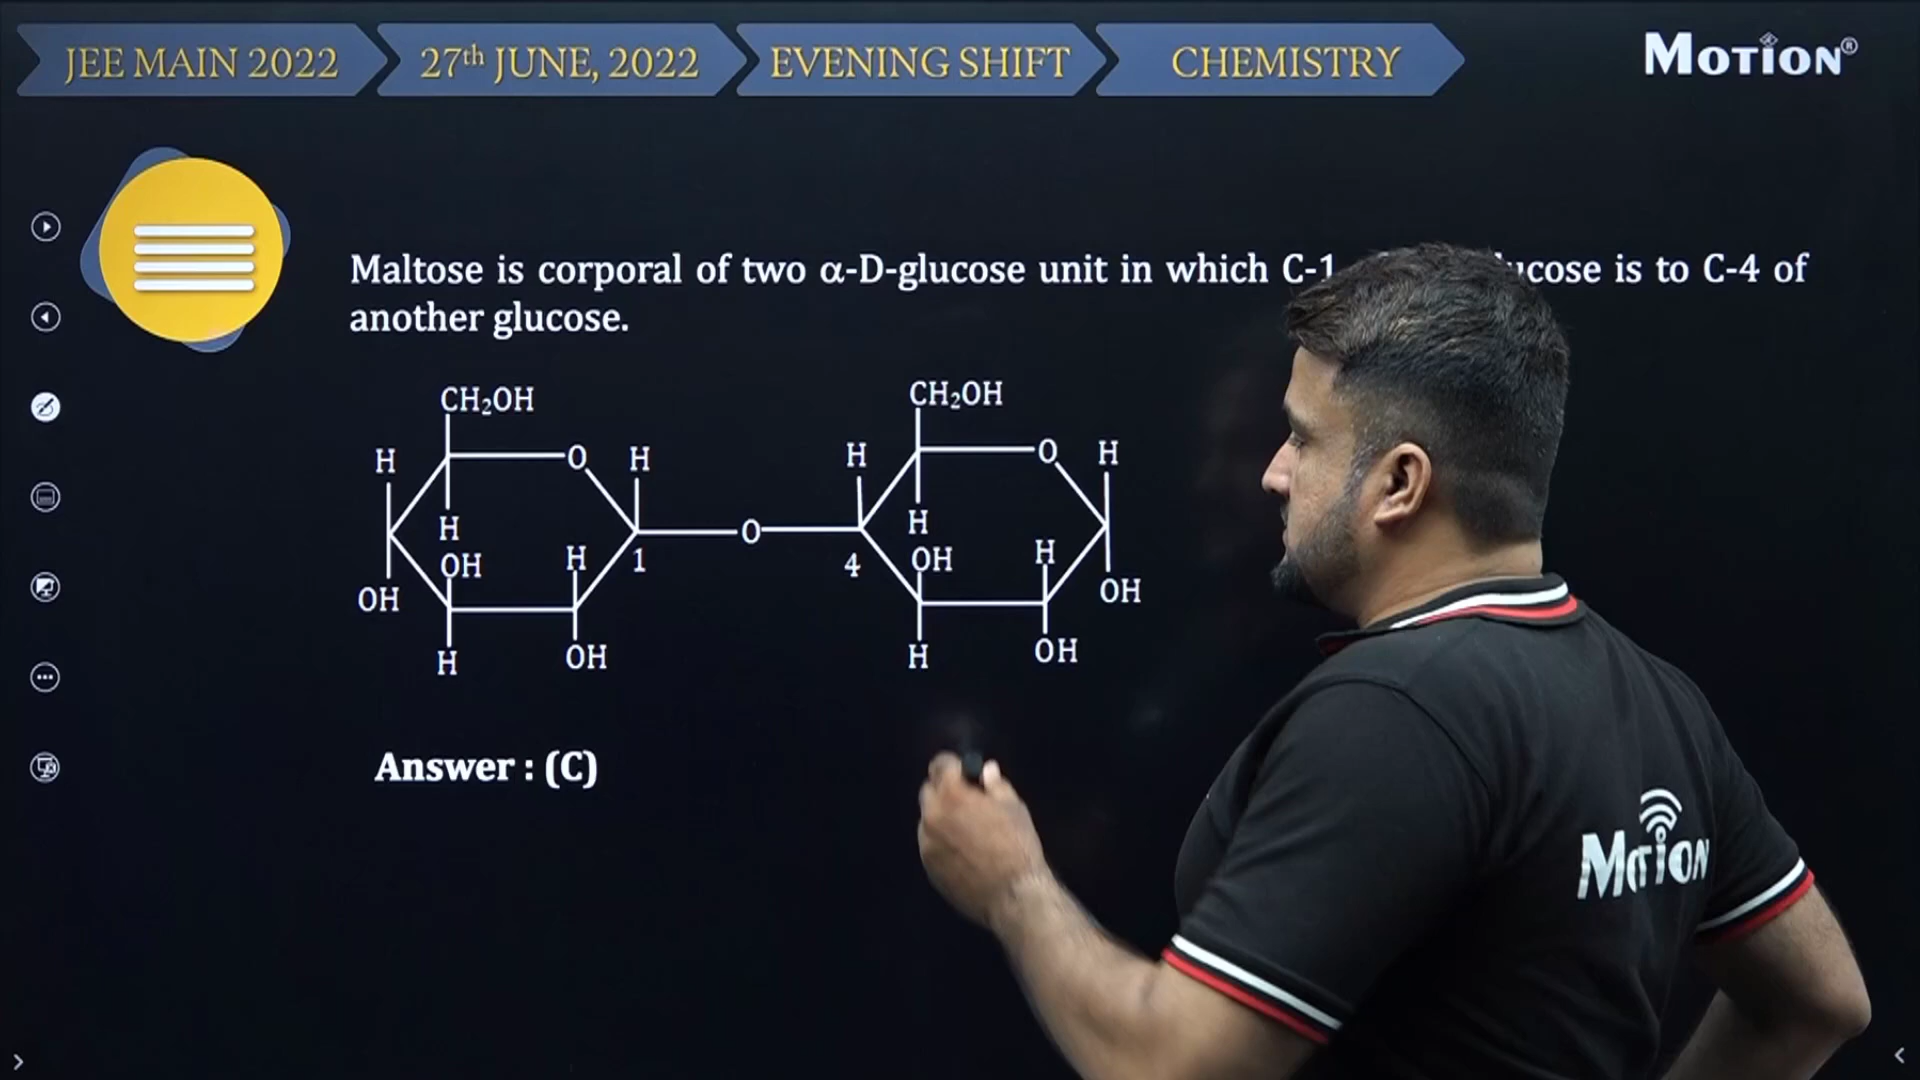 JEE MAIN 2022
27th JUNE, 2022
EVENING SHIFT
CHEMISTRY
MOTION®
Maltose is corporal of two α-D-glucose unit in which C-1 is to C-4 of
another glucose.
CH₂OH
CH₂OH
H
O
H
H
O
H
H
O
H
OH
H
1
4
OH
H
OH
OH
H
OH
H
OH
Answer : (C)
MOTION